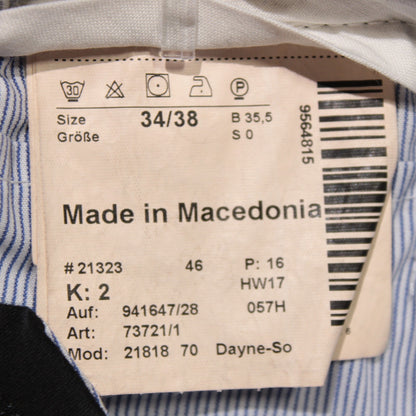 30 P
Size 34/38 B 35,5
Größe S 0
9564815
Made in Macedonia
# 21323 46 P: 16
K: 2 HW17
Auf: 941647/28 057H
Art: 73721/1
Mod: 21818 70 Dayne-So